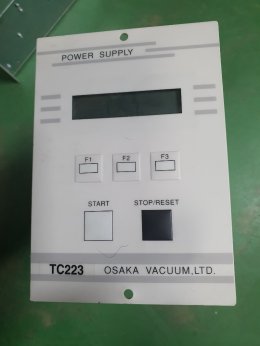 POWER SUPPLY
F1 F2 F3
START STOP/RESET
TC223 OSAKA VACUUM,LTD.